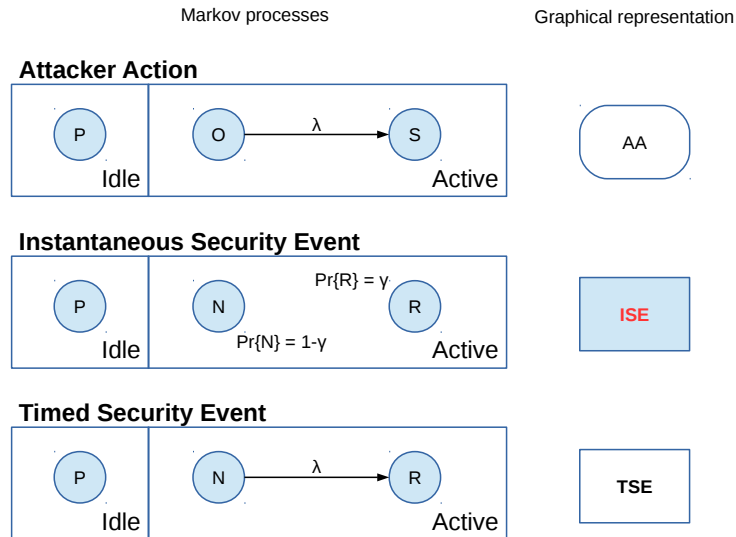 Markov processes
Graphical representation
Attacker Action
P
O
λ
S
AA
Idle
Active
Instantaneous Security Event
Pr{R} = γ
P
N
R
ISE
Pr{N} = 1-γ
Idle
Active
Timed Security Event
P
N
λ
R
TSE
Idle
Active